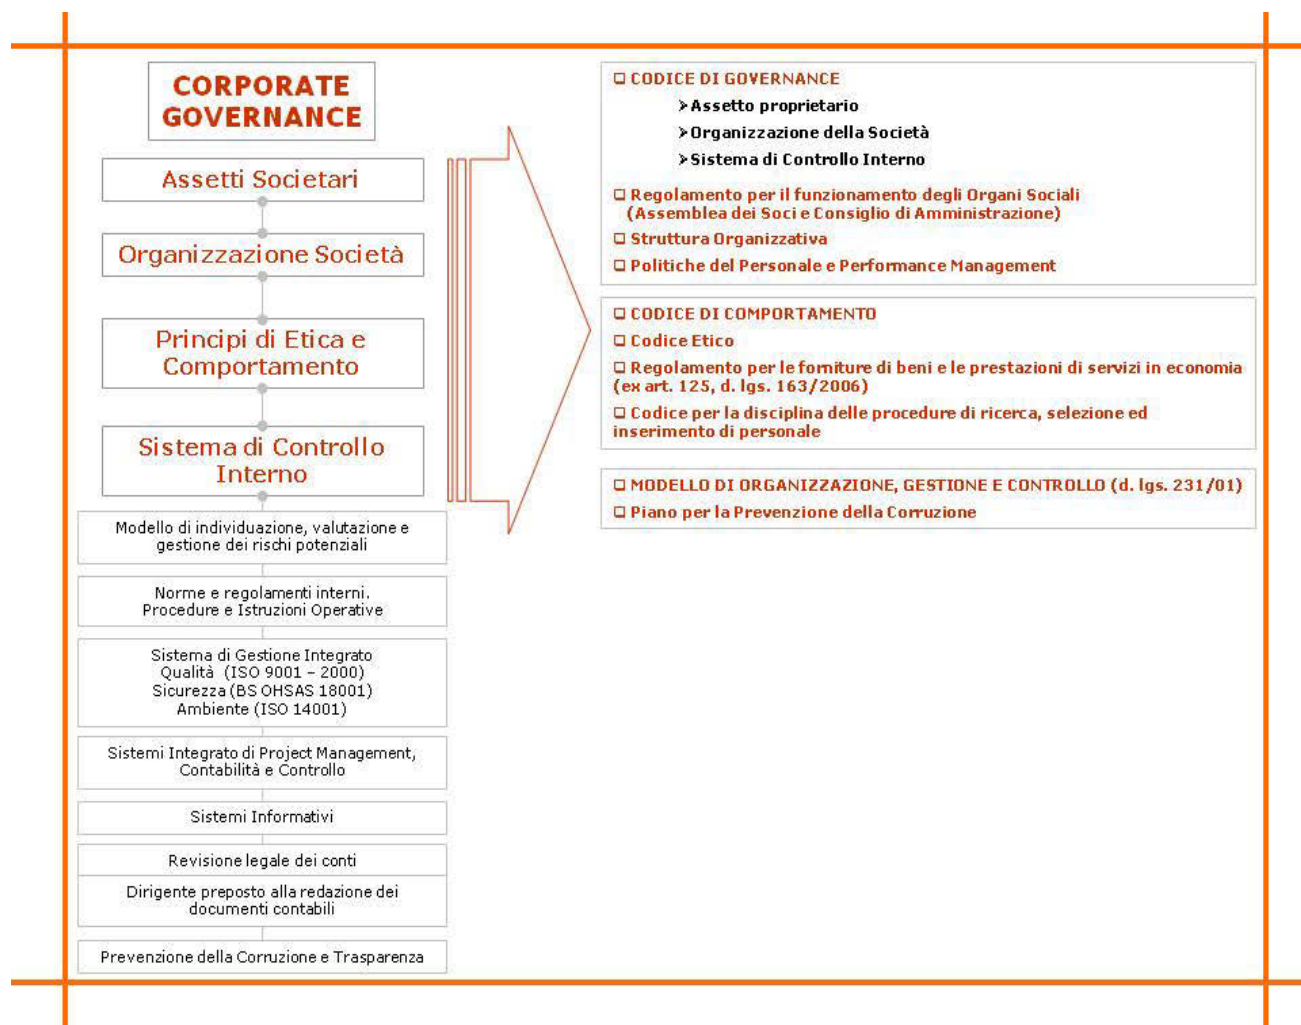 CORPORATE
GOVERNANCE
Assetti Societari
Organizzazione Società
Principi di Etica e
Comportamento
Sistema di Controllo
Interno
Modello di individuazione, valutazione e
gestione dei rischi potenziali
Norme e regolamenti interni.
Procedure e Istruzioni Operative
Sistema di Gestione Integrato
Qualità (ISO 9001 – 2000)
Sicurezza (BS OHSAS 18001)
Ambiente (ISO 14001)
Sistemi Integrato di Project Management,
Contabilità e Controllo
Sistemi Informativi
Revisione legale dei conti
Dirigente preposto alla redazione dei
documenti contabili
Prevenzione della Corruzione e Trasparenza
❑ CODICE DI GOVERNANCE
➢Assetto proprietario
➢Organizzazione della Società
➢Sistema di Controllo Interno
❑ Regolamento per il funzionamento degli Organi Sociali
(Assemblea dei Soci e Consiglio di Amministrazione)
❑ Struttura Organizzativa
❑ Politiche del Personale e Performance Management
❑ CODICE DI COMPORTAMENTO
❑ Codice Etico
❑ Regolamento per le forniture di beni e le prestazioni di servizi in economia
(ex art. 125, d. lgs. 163/2006)
❑ Codice per la disciplina delle procedure di ricerca, selezione ed
inserimento di personale
❑ MODELLO DI ORGANIZZAZIONE, GESTIONE E CONTROLLO (d. lgs. 231/01)
❑ Piano per la Prevenzione della Corruzione